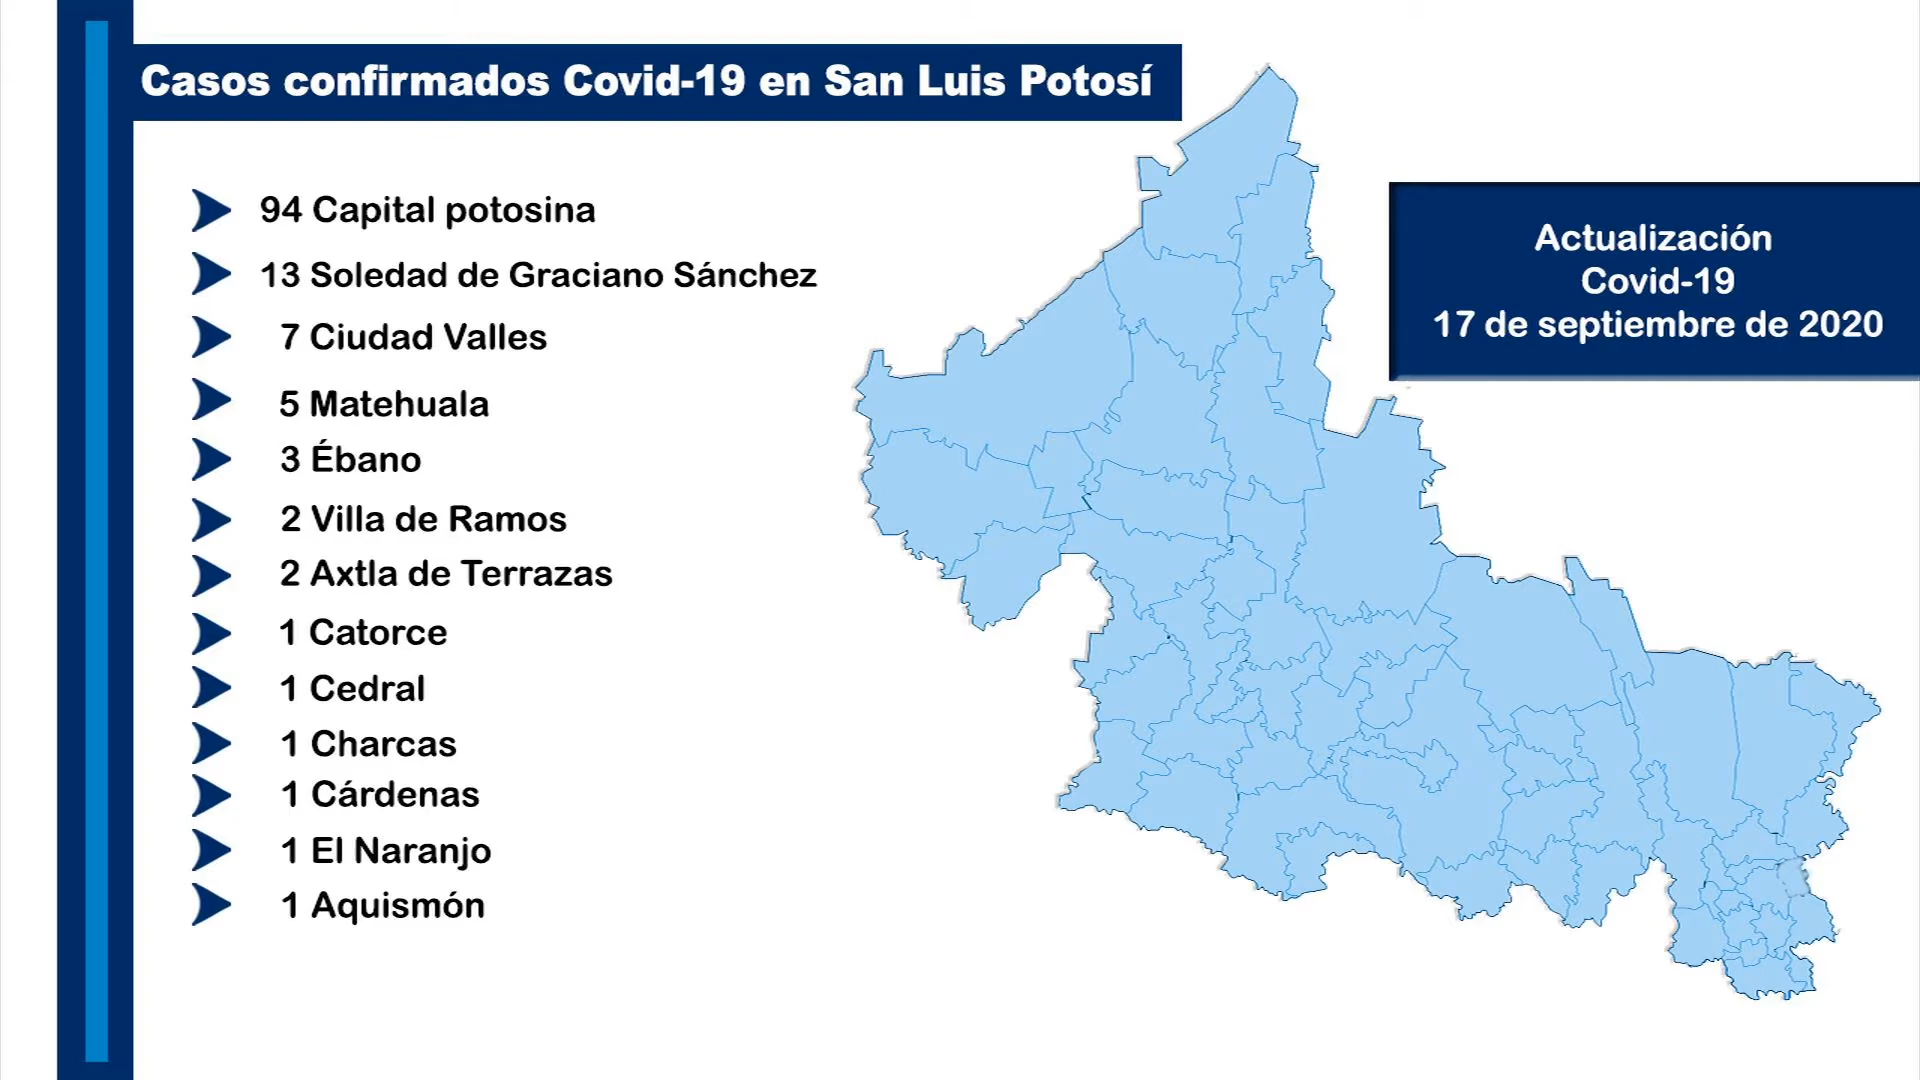 Casos confirmados Covid-19 en San Luis Potosí
94 Capital potosina
13 Soledad de Graciano Sánchez
7 Ciudad Valles
5 Matehuala
3 Ébano
2 Villa de Ramos
2 Axtla de Terrazas
1 Catorce
1 Cedral
1 Charcas
1 Cárdenas
1 El Naranjo
1 Aquismón
Actualización
Covid-19
17 de septiembre de 2020